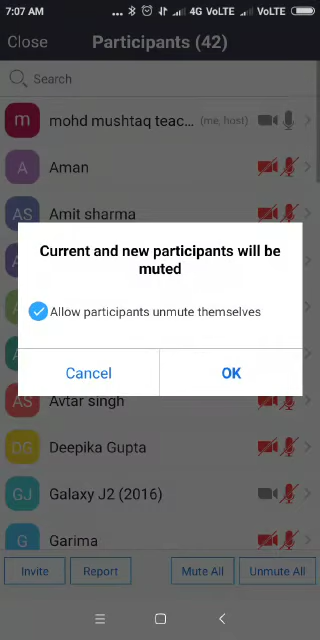 7:07 AM ... 4G VoLTE VoLTE
Close Participants (42)
Search
m mohd mushtaq teac... (me, host)
A Aman
AS Amit sharma
Current and new participants will be
muted
Allow participants unmute themselves
Cancel OK
AS Avtar singh
DG Deepika Gupta
GJ Galaxy J2 (2016)
G Garima
Invite Report Mute All Unmute All